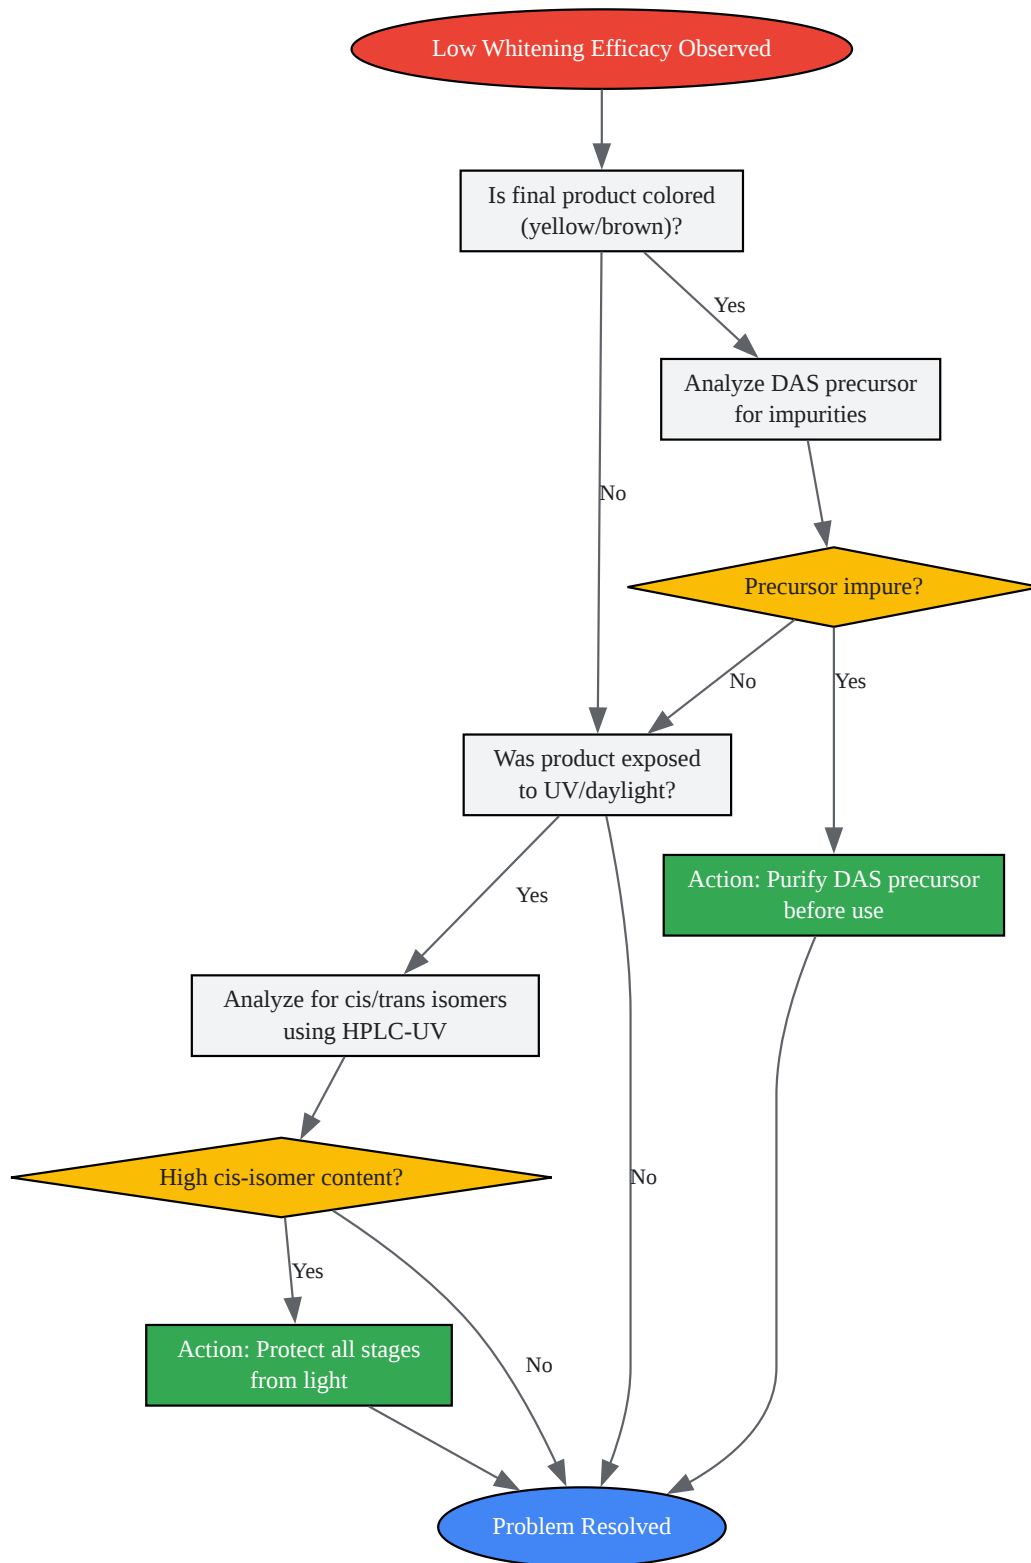 Low Whitening Efficacy Observed
Is final product colored
(yellow/brown)?
Yes
Analyze DAS precursor
for impurities
No
Precursor impure?
No
Yes
Was product exposed
to UV/daylight?
Action: Purify DAS precursor
before use
Yes
Analyze for cis/trans isomers
using HPLC-UV
High cis-isomer content?
No
Yes
Action: Protect all stages
from light
No
Problem Resolved